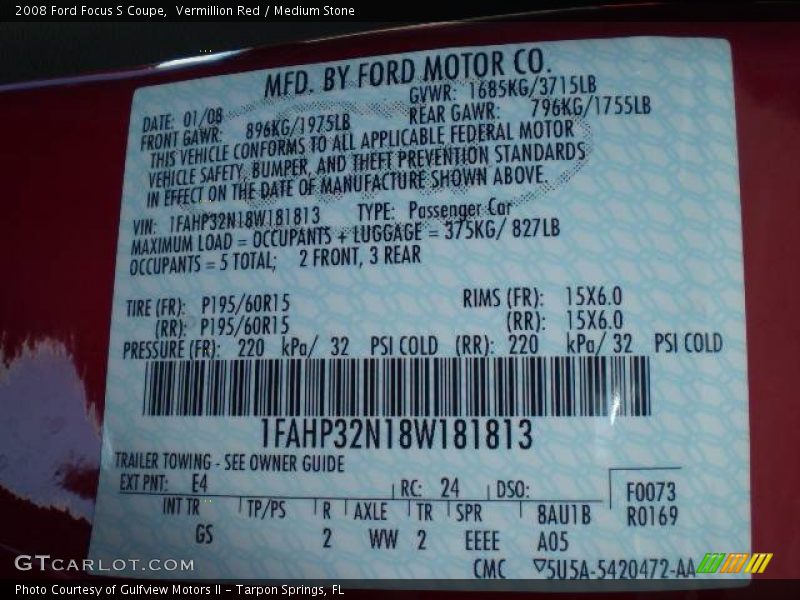 2008 Ford Focus S Coupe, Vermillion Red / Medium Stone
MFD. BY FORD MOTOR CO.
DATE: 01/08 GVWR: 1685KG/3715LB
FRONT GAWR: 896KG/1975LB REAR GAWR: 796KG/1755LB
THIS VEHICLE CONFORMS TO ALL APPLICABLE FEDERAL MOTOR
VEHICLE SAFETY, BUMPER, AND THEFT PREVENTION STANDARDS
IN EFFECT ON THE DATE OF MANUFACTURE SHOWN ABOVE.
VIN: 1FAHP32N18W181813 TYPE: Passenger Car
MAXIMUM LOAD = OCCUPANTS + LUGGAGE = 375KG/ 827LB
OCCUPANTS = 5 TOTAL; 2 FRONT, 3 REAR
TIRE (FR): P195/60R15 RIMS (FR): 15X6.0
(RR): P195/60R15 (RR): 15X6.0
PRESSURE (FR): 220 kPa/ 32 PSI COLD (RR): 220 kPa/ 32 PSI COLD
1FAHP32N18W181813
TRAILER TOWING - SEE OWNER GUIDE
EXT PNT: E4 RC: 24 DSO: F0073
INT TR TP/PS R AXLE TR SPR 8AU1B R0169
GS 2 WW 2 EEEE A05
CMC ▽5U5A-5420472-AA
GTCARLOT.COM
Photo Courtesy of Gulfview Motors II – Tarpon Springs, FL